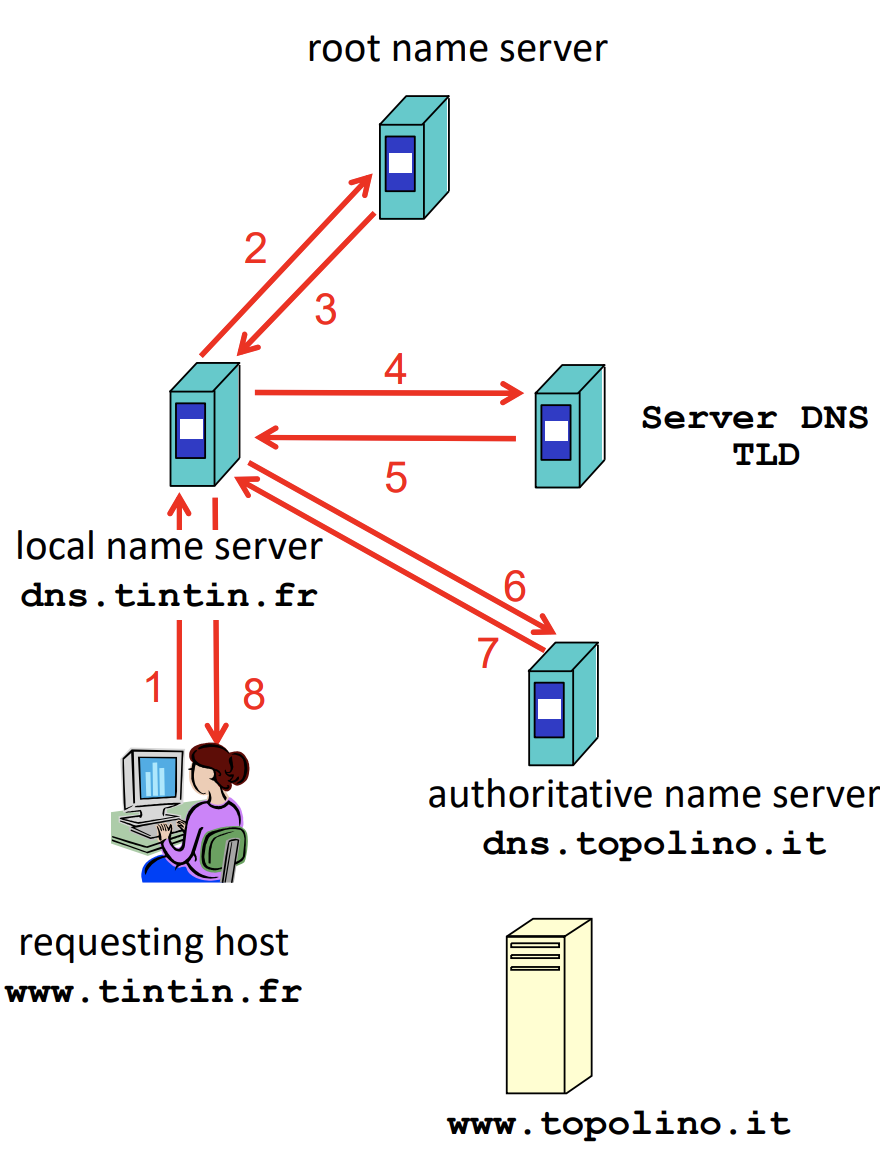 root name server
2
3
4
Server DNS
TLD
5
local name server
dns.tintin.fr
6
7
1
8
authoritative name server
dns.topolino.it
requesting host
www.tintin.fr
www.topolino.it